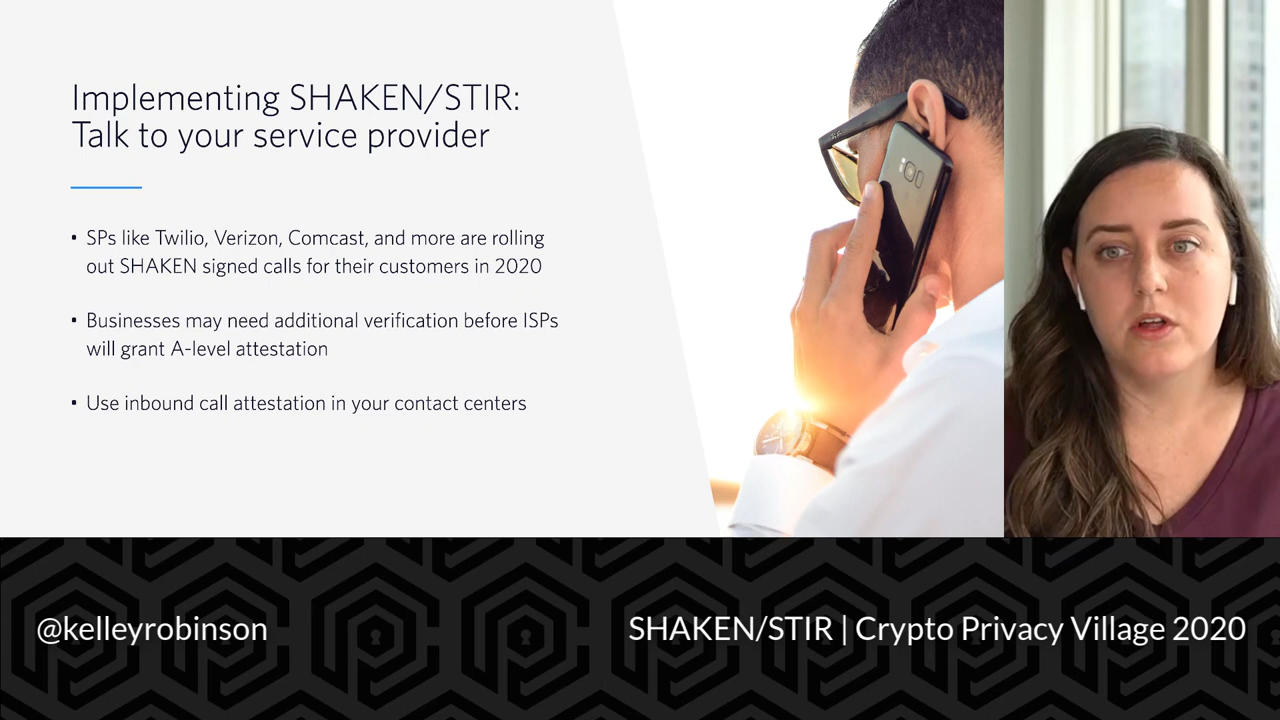 Implementing SHAKEN/STIR:
Talk to your service provider
• SPs like Twilio, Verizon, Comcast, and more are rolling
out SHAKEN signed calls for their customers in 2020
• Businesses may need additional verification before ISPs
will grant A-level attestation
• Use inbound call attestation in your contact centers
@kelleyrobinson
SHAKEN/STIR | Crypto Privacy Village 2020